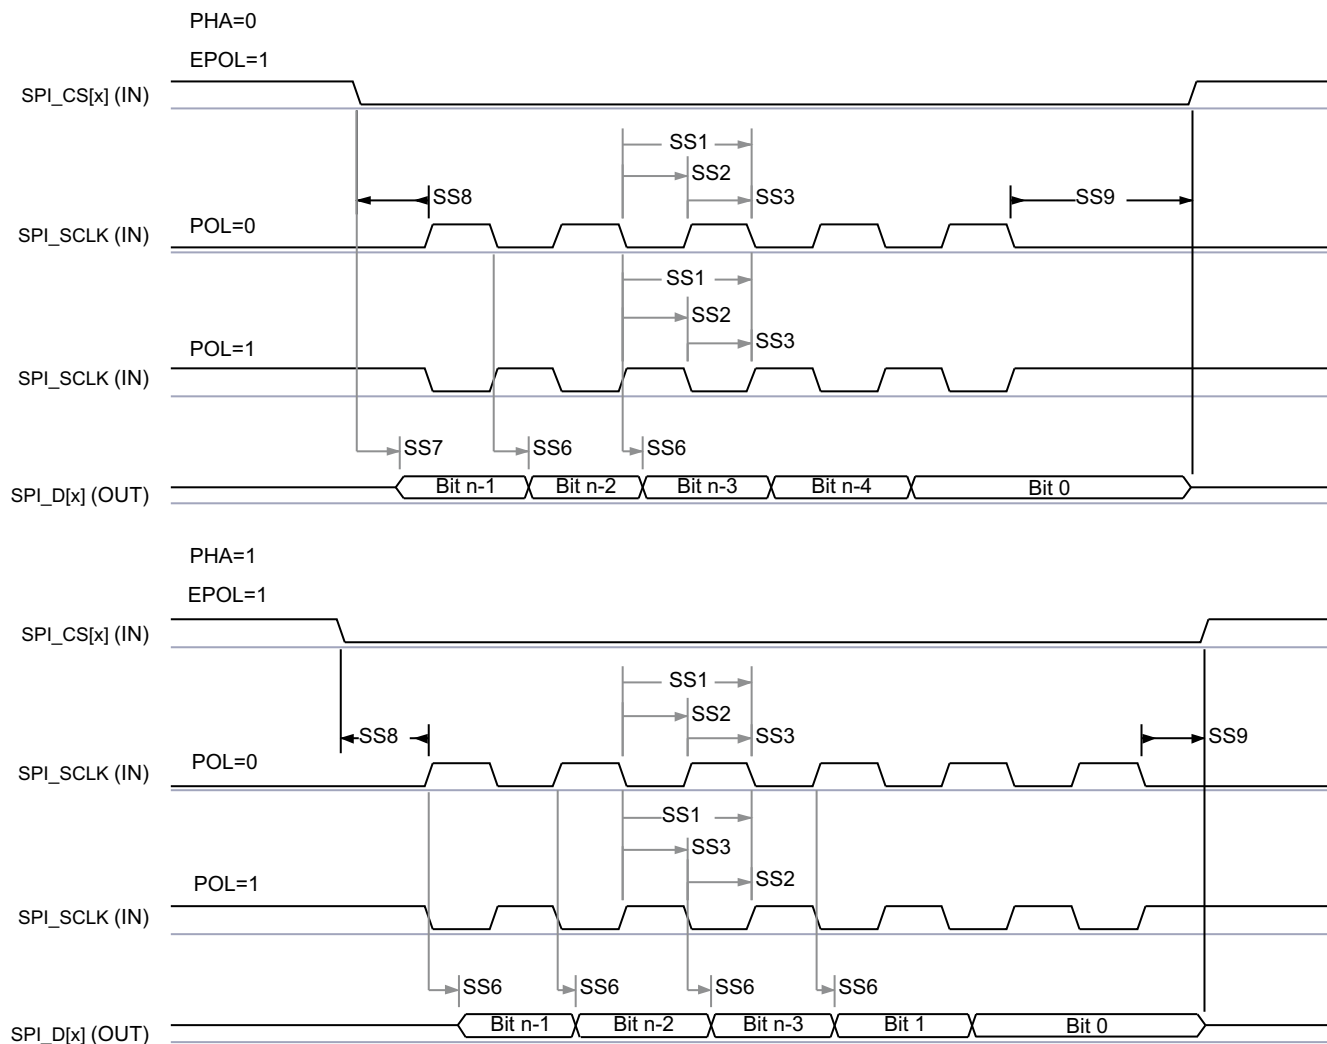 PHA=0
EPOL=1
SPI_CS[x] (IN)
SS1
SS2
SS8
SS3
SS9
POL=0
SPI_SCLK (IN)
SS1
SS2
SS3
POL=1
SPI_SCLK (IN)
SS7
SS6
SS6
SPI_D[x] (OUT)
Bit n-1
Bit n-2
Bit n-3
Bit n-4
Bit 0
PHA=1
EPOL=1
SPI_CS[x] (IN)
SS1
SS2
SS8
SS3
SS9
POL=0
SPI_SCLK (IN)
SS1
SS3
SS2
POL=1
SPI_SCLK (IN)
SS6
SS6
SS6
SS6
SPI_D[x] (OUT)
Bit n-1
Bit n-2
Bit n-3
Bit 1
Bit 0